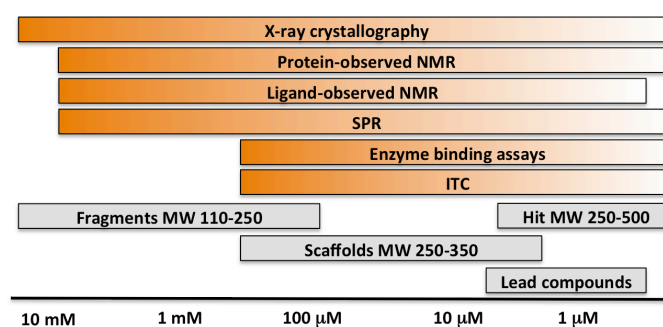 X-ray crystallography
Protein-observed NMR
Ligand-observed NMR
SPR
Enzyme binding assays
ITC
Fragments MW 110-250
Hit MW 250-500
Scaffolds MW 250-350
Lead compounds
10 mM 1 mM 100 μM 10 μM 1 μM